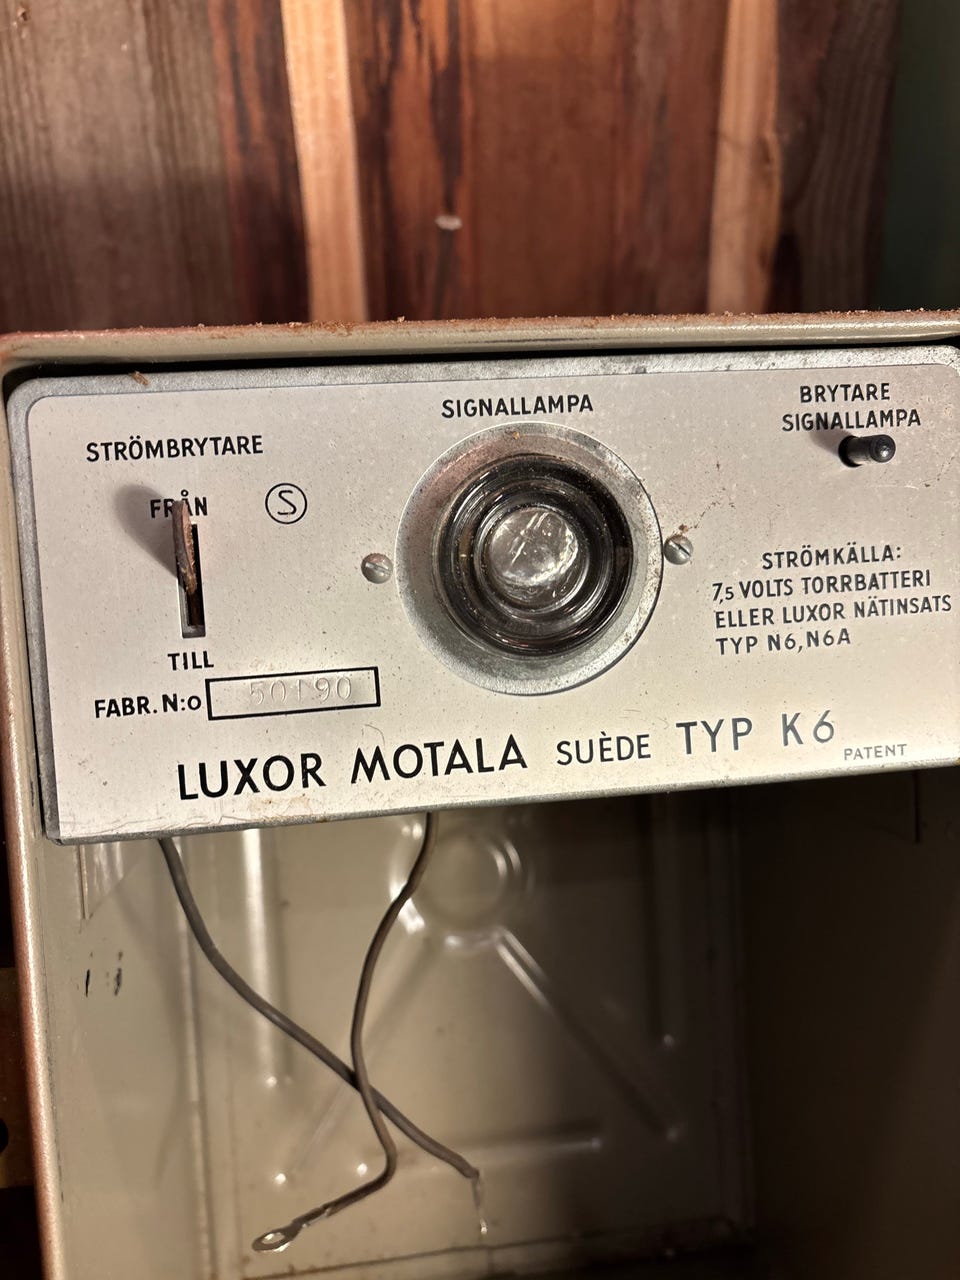 STRÖMBRYTARE
FRÅN
S
TILL
FABR. N:o 50190
SIGNALLAMPA
BRYTARE
SIGNALLAMPA
STRÖMKÄLLA:
7,5 VOLTS TORRBATTERI
ELLER LUXOR NÄTINSATS
TYP N6, N6A
LUXOR MOTALA SUÈDE TYP K6
PATENT